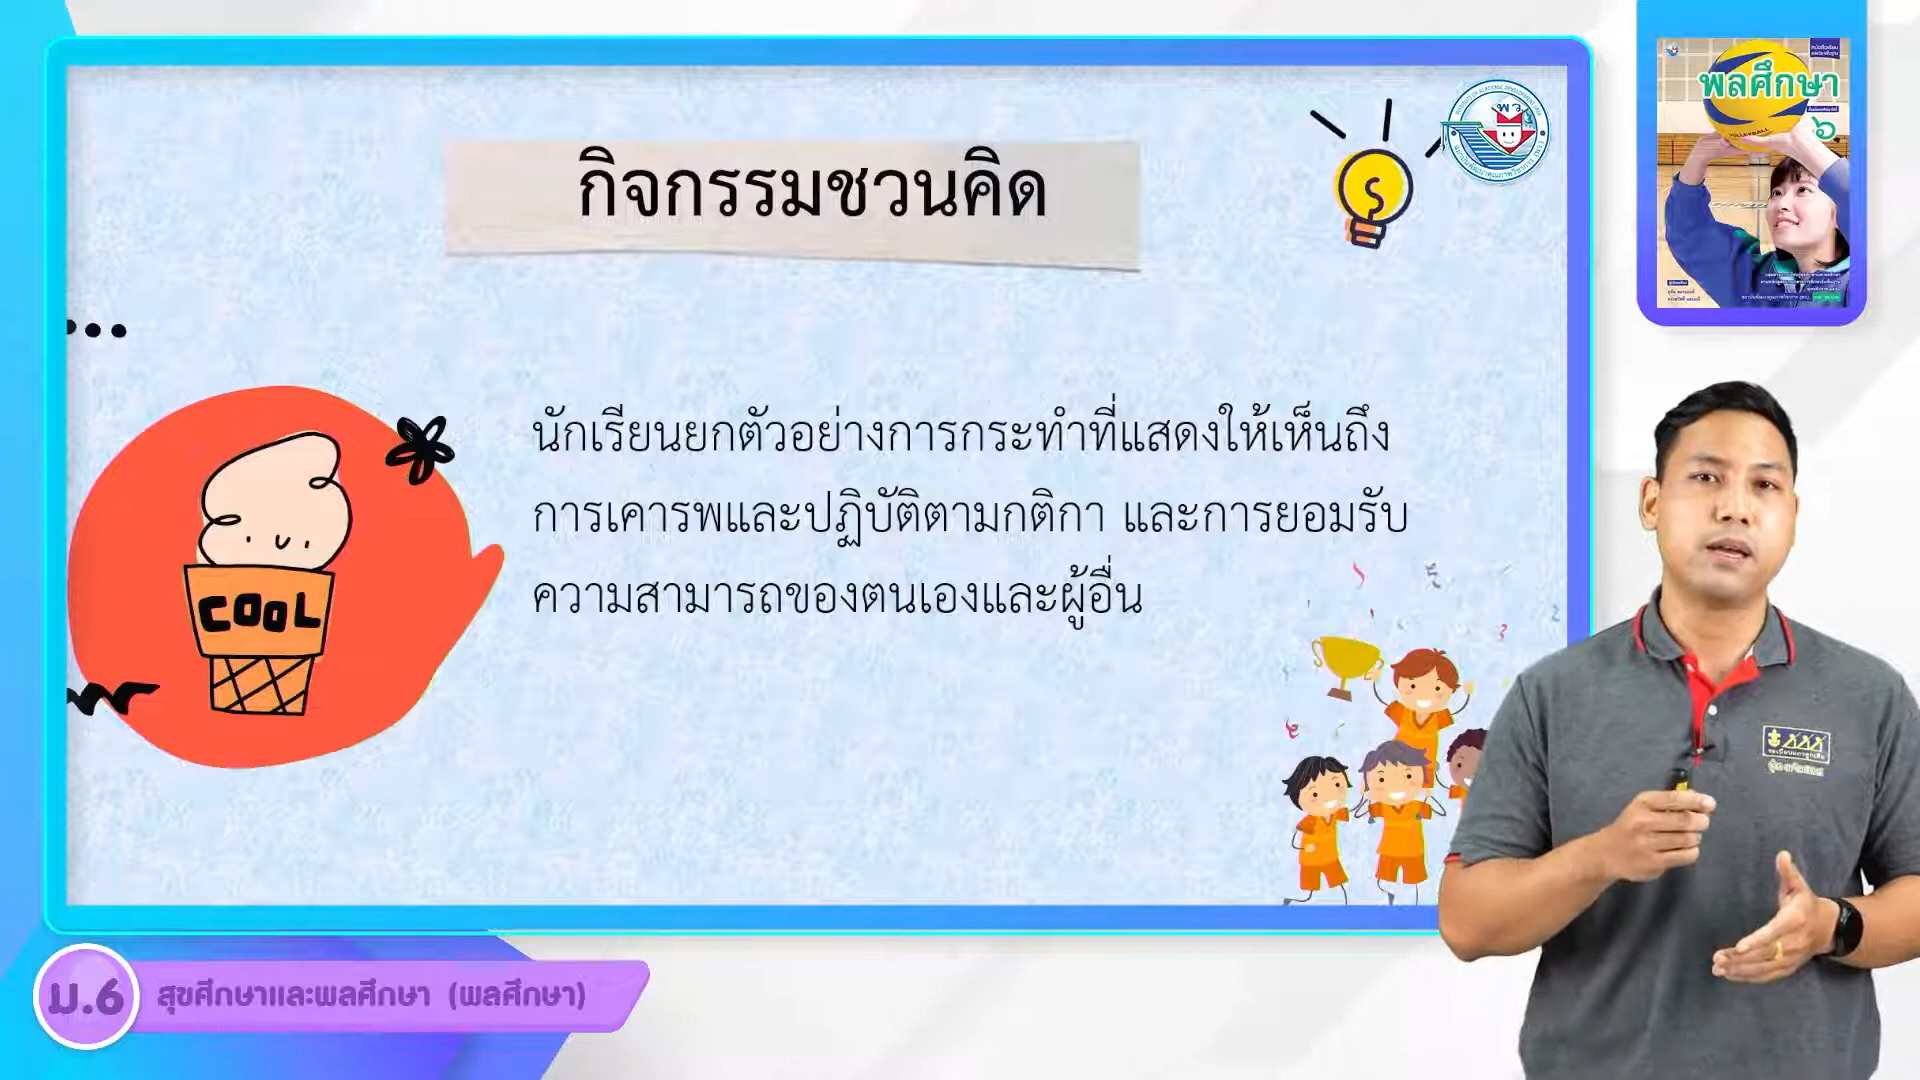 กิจกรรมชวนคิด
นักเรียนยกตัวอย่างการกระทำที่แสดงให้เห็นถึง
การเคารพและปฏิบัติตามกติกา และการยอมรับ
ความสามารถของตนเองและผู้อื่น
COOL
พว.
พลศึกษา
๖
VOLLEYBALL
ม.6
สุขศึกษาและพลศึกษา (พลศึกษา)